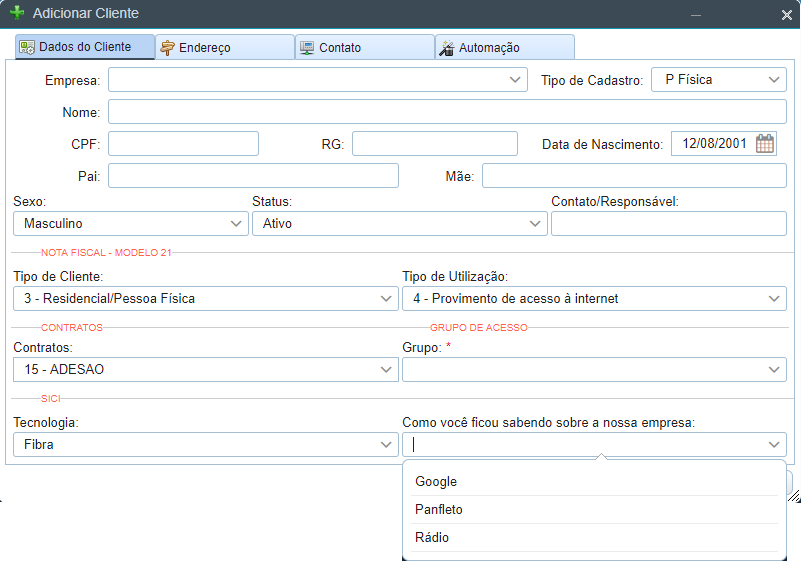 Adicionar Cliente
Dados do Cliente Endereço Contato Automação
Empresa: Tipo de Cadastro: P Física
Nome:
CPF: RG: Data de Nascimento: 12/08/2001
Pai: Mãe:
Sexo: Status: Contato/Responsável:
Masculino Ativo
NOTA FISCAL - MODELO 21
Tipo de Cliente: Tipo de Utilização:
3 - Residencial/Pessoa Física 4 - Provimento de acesso à internet
CONTRATOS GRUPO DE ACESSO
Contratos: Grupo: *
15 - ADESAO
SICI
Tecnologia: Como você ficou sabendo sobre a nossa empresa:
Fibra
Google
Panfleto
Rádio